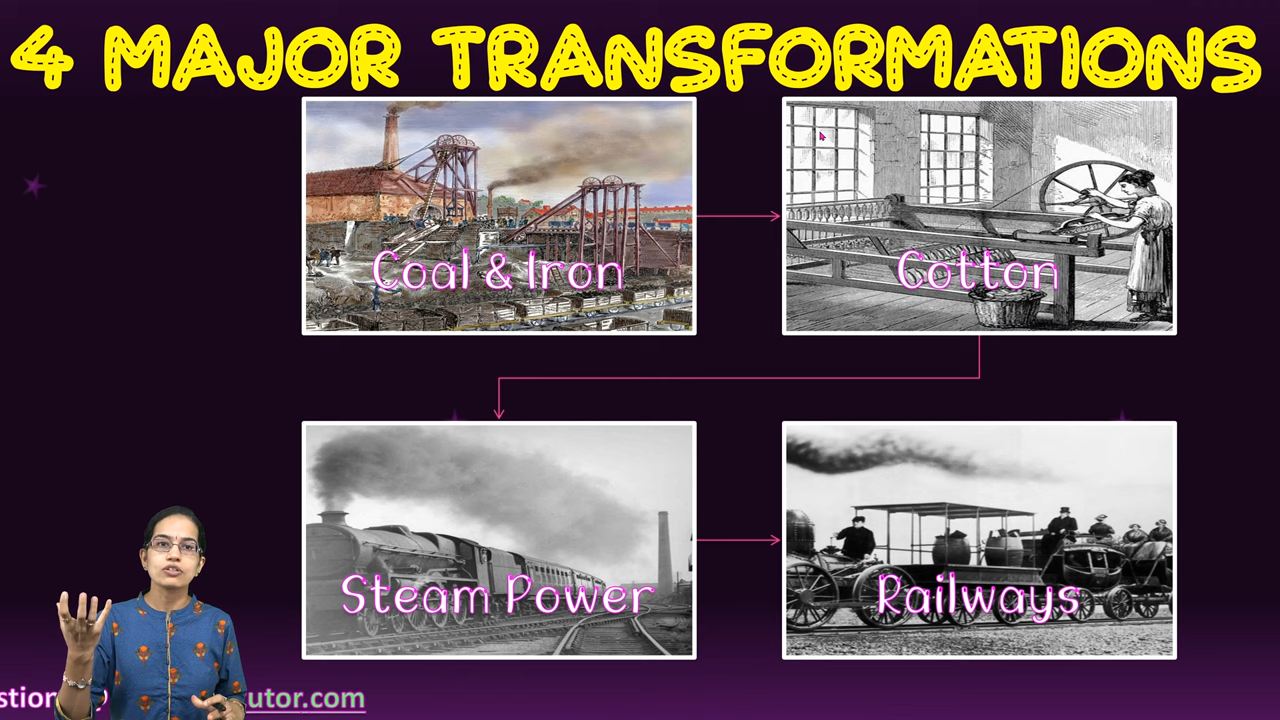 4 MAJOR TRANSFORMATIONS
Coal & Iron
Cotton
Steam Power
Railways
utor.com